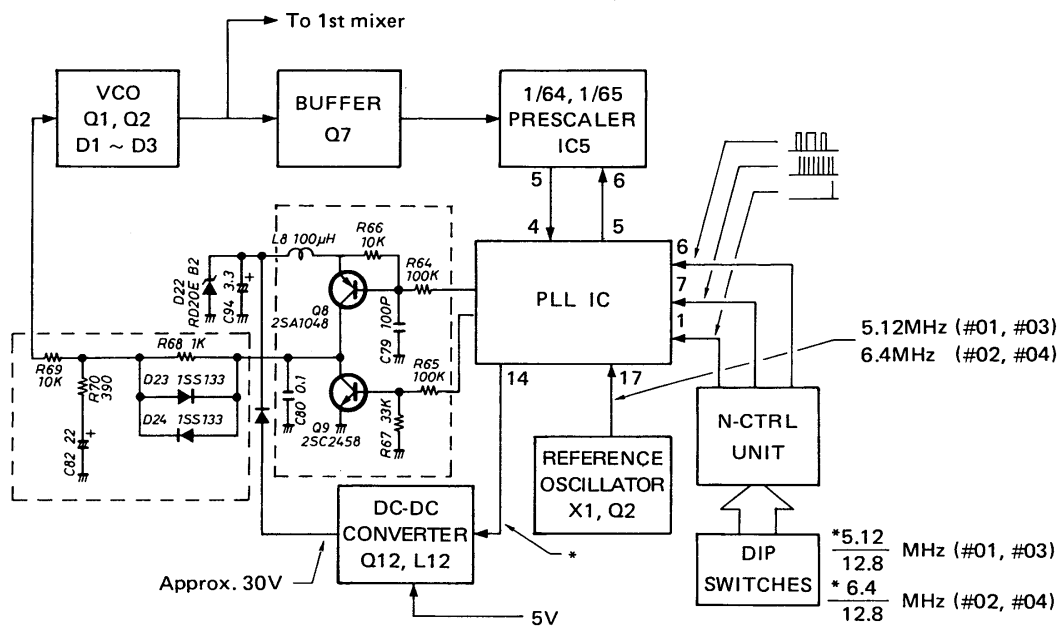 To 1st mixer
VCO
Q1, Q2
D1 ~ D3
BUFFER
Q7
1/64, 1/65
PRESCALER
IC5
5
6
4
5
L8 100μH
R66
10K
R64
100K
D22
RD20E B2
C94 3.3
+
Q8
2SA1048
C79 100P
PLL IC
6
7
1
5.12MHz (#01, #03)
6.4MHz (#02, #04)
R68 1K
R69
10K
R70
390
D23 1SS133
D24 1SS133
C82 22
+
C80 0.1
R65
100K
Q9
2SC2458
R67 33K
14
17
N-CTRL
UNIT
REFERENCE
OSCILLATOR
X1, Q2
DC-DC
CONVERTER
Q12, L12
*
Approx. 30V
5V
DIP
SWITCHES
*5.12
12.8
MHz (#01, #03)
*6.4
12.8
MHz (#02, #04)